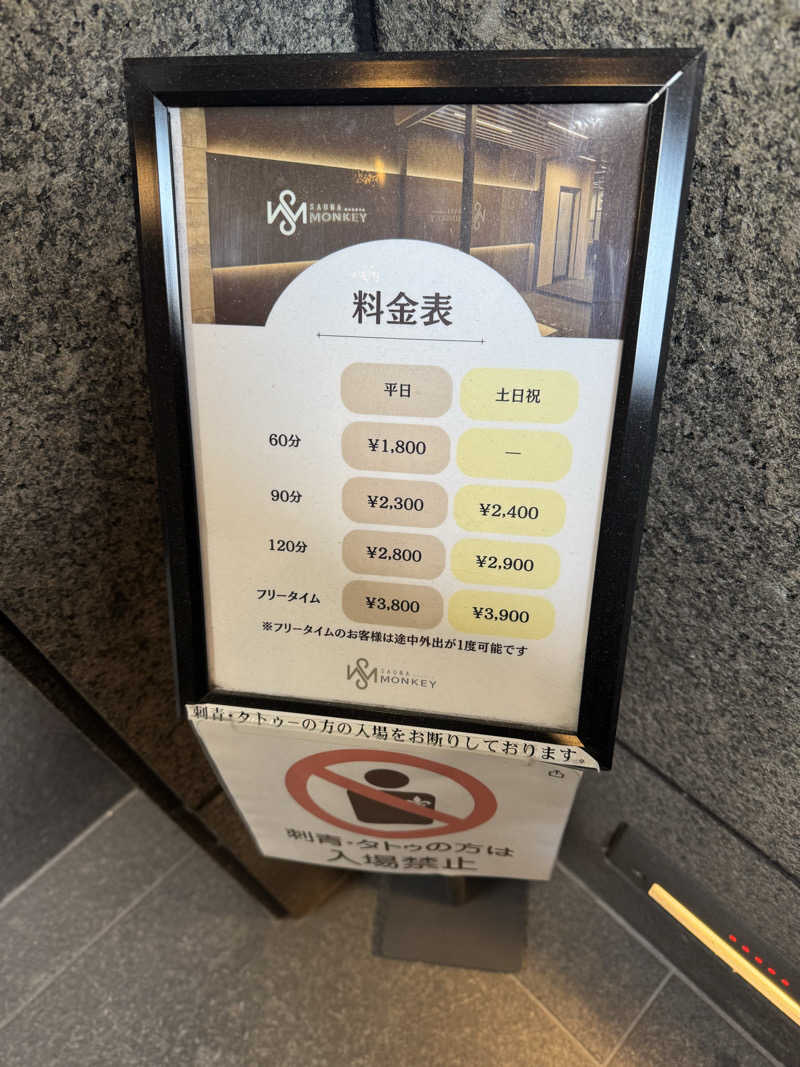 SAUNA
MONKEY
料金表
平日 土日祝
60分 ¥1,800 —
90分 ¥2,300 ¥2,400
120分 ¥2,800 ¥2,900
フリータイム ¥3,800 ¥3,900
※フリータイムのお客様は途中外出が1度可能です
SAUNA
MONKEY
刺青・タトゥーの方の入場をお断りしております。
刺青・タトゥの方は
入場禁止